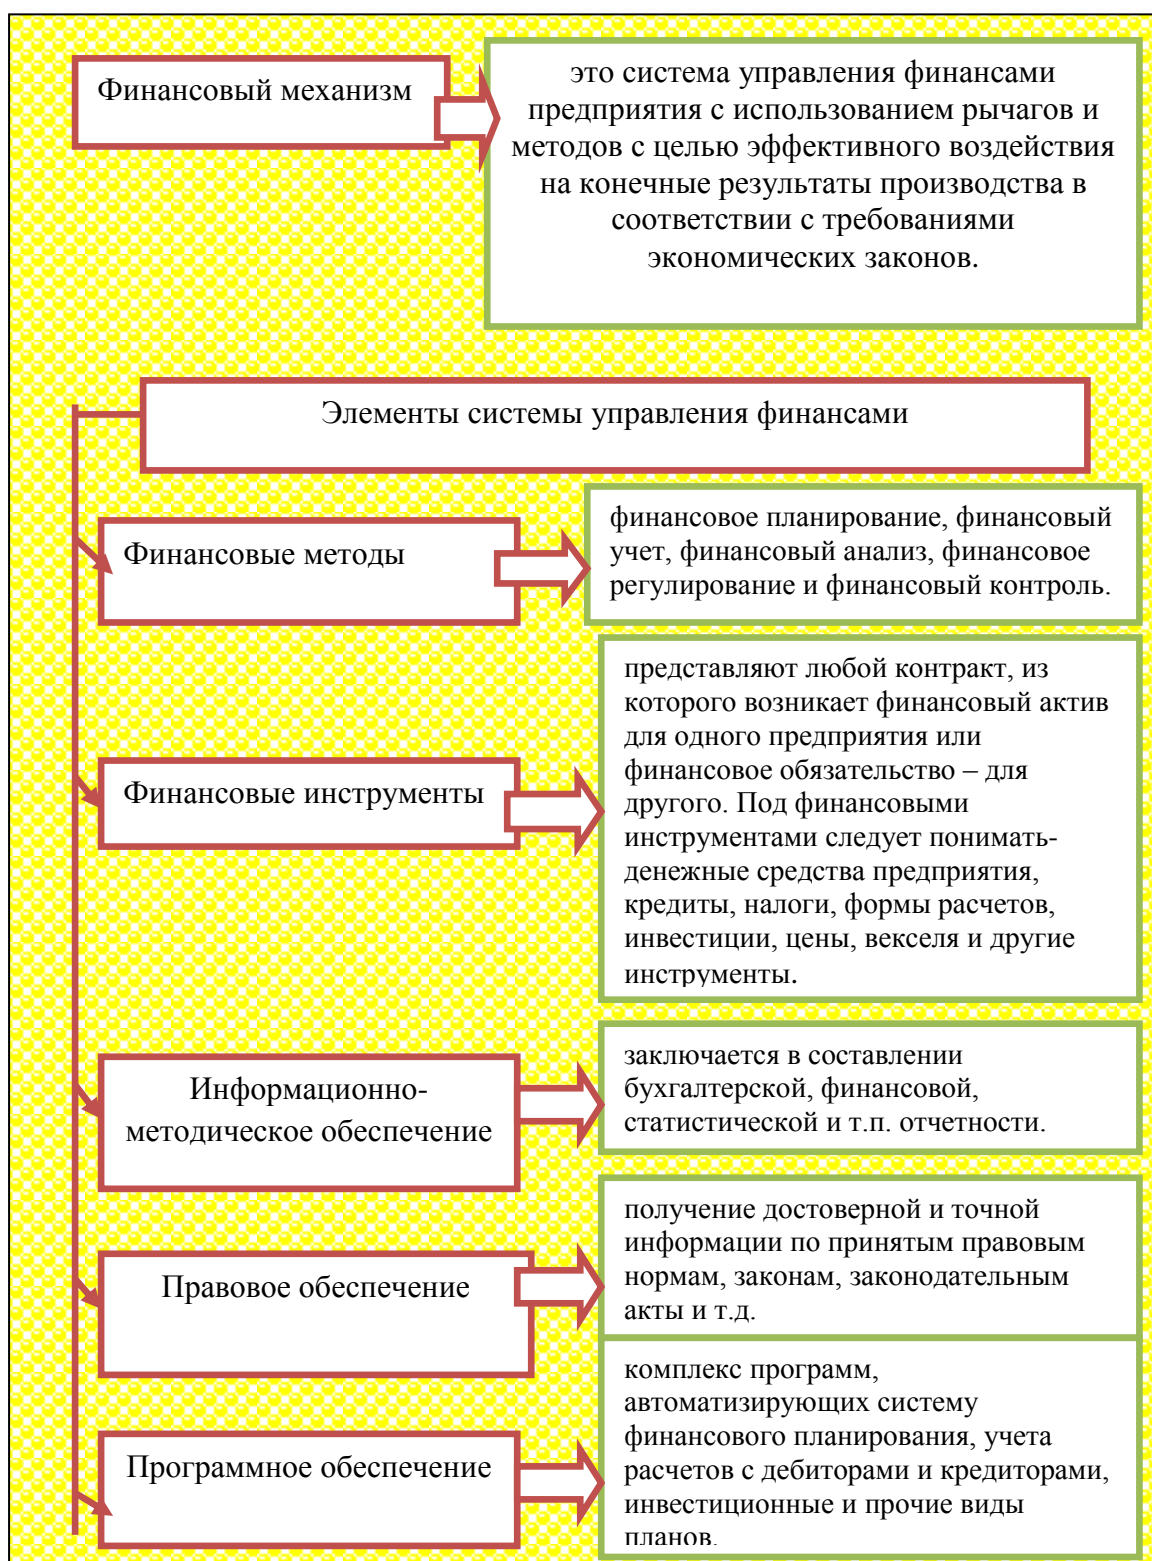 Финансовый механизм
это система управления финансами
предприятия с использованием рычагов и
методов с целью эффективного воздействия
на конечные результаты производства в
соответствии с требованиями
экономических законов.
Элементы системы управления финансами
Финансовые методы
финансовое планирование, финансовый
учет, финансовый анализ, финансовое
регулирование и финансовый контроль.
Финансовые инструменты
представляют любой контракт, из
которого возникает финансовый актив
для одного предприятия или
финансовое обязательство – для
другого. Под финансовыми
инструментами следует понимать-
денежные средства предприятия,
кредиты, налоги, формы расчетов,
инвестиции, цены, векселя и другие
инструменты.
Информационно-
методическое обеспечение
заключается в составлении
бухгалтерской, финансовой,
статистической и т.п. отчетности.
Правовое обеспечение
получение достоверной и точной
информации по принятым правовым
нормам, законам, законодательным
акты и т.д.
Программное обеспечение
комплекс программ,
автоматизирующих систему
финансового планирования, учета
расчетов с дебиторами и кредиторами,
инвестиционные и прочие виды
планов.